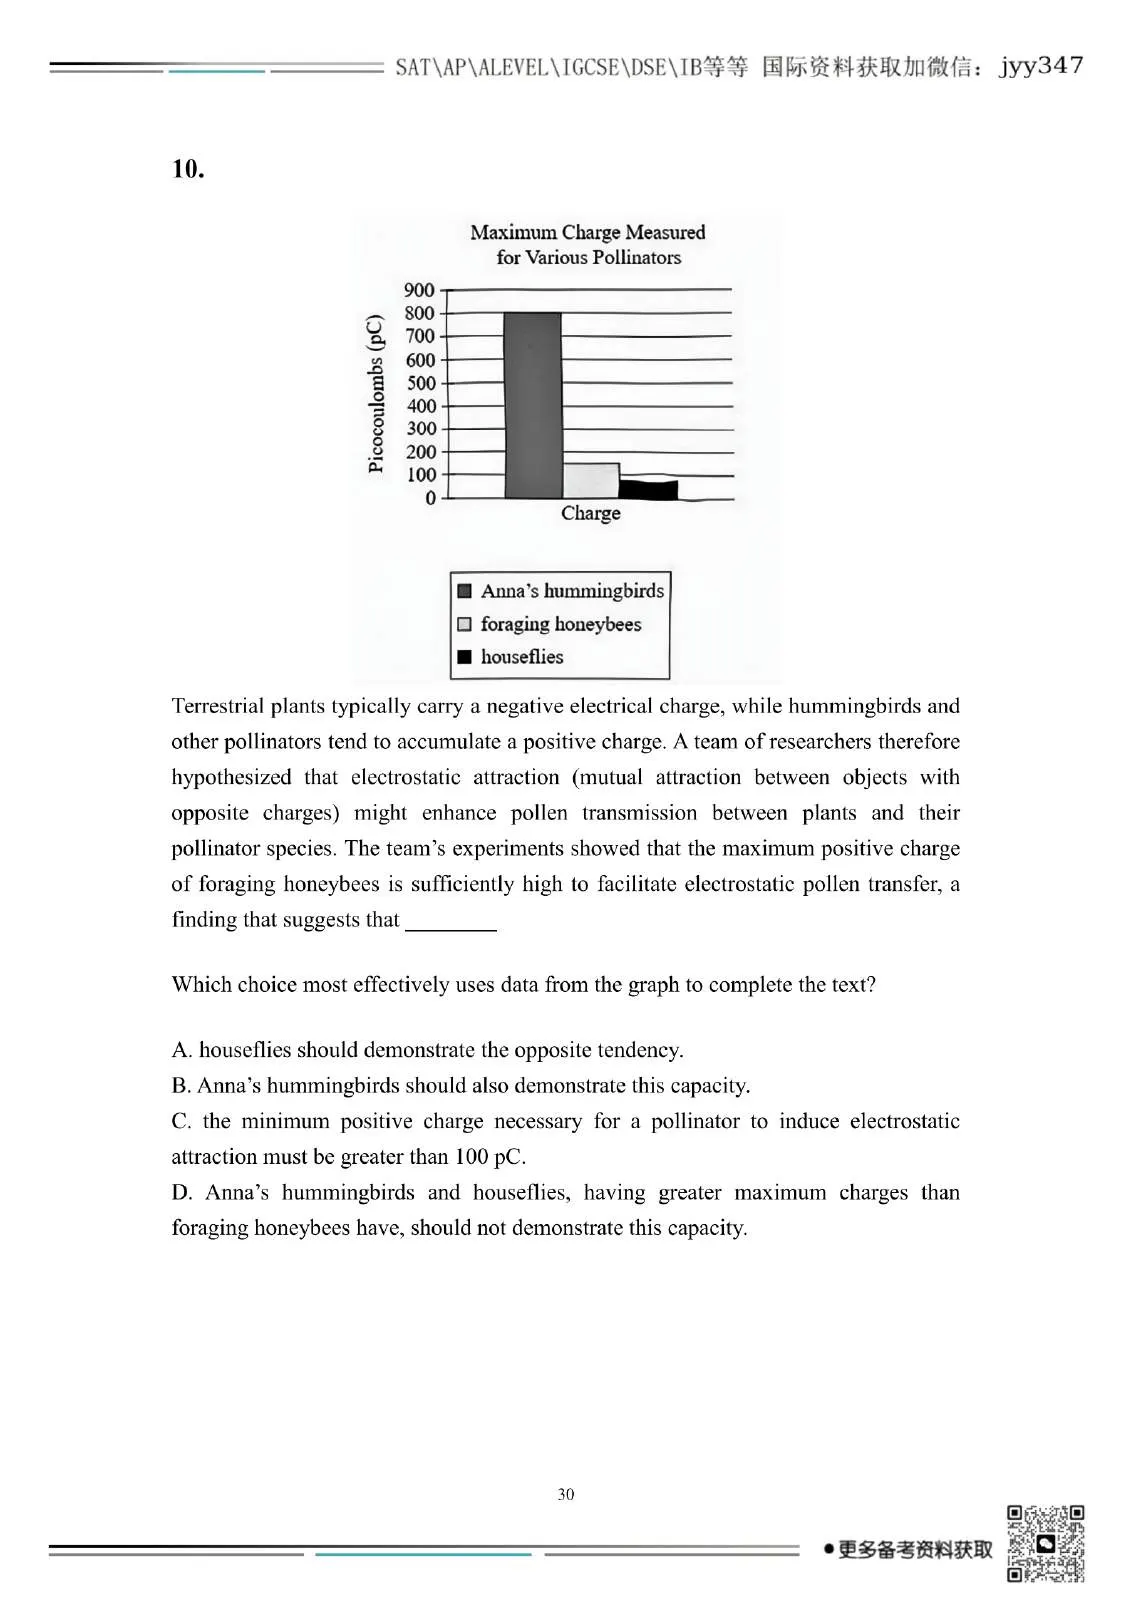 SAT\AP\ALEVEL\IGCSE\DSE\IB等等 国际资料获取加微信：jyy347
10.
Maximum Charge Measured
for Various Pollinators
Picocoulombs (pC)
900
800
700
600
500
400
300
200
100
0
Charge
Anna's hummingbirds
foraging honeybees
houseflies
Terrestrial plants typically carry a negative electrical charge, while hummingbirds and
other pollinators tend to accumulate a positive charge. A team of researchers therefore
hypothesized that electrostatic attraction (mutual attraction between objects with
opposite charges) might enhance pollen transmission between plants and their
pollinator species. The team's experiments showed that the maximum positive charge
of foraging honeybees is sufficiently high to facilitate electrostatic pollen transfer, a
finding that suggests that ________
Which choice most effectively uses data from the graph to complete the text?
A. houseflies should demonstrate the opposite tendency.
B. Anna's hummingbirds should also demonstrate this capacity.
C. the minimum positive charge necessary for a pollinator to induce electrostatic
attraction must be greater than 100 pC.
D. Anna's hummingbirds and houseflies, having greater maximum charges than
foraging honeybees have, should not demonstrate this capacity.
30
●更多备考资料获取